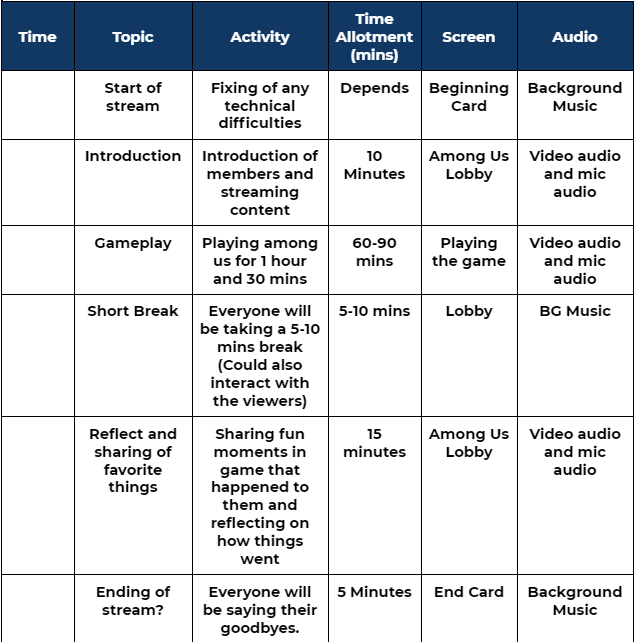 Time Topic Activity Time Allotment (mins) Screen Audio
Start of stream Fixing of any technical difficulties Depends Beginning Card Background Music
Introduction Introduction of members and streaming content 10 Minutes Among Us Lobby Video audio and mic audio
Gameplay Playing among us for 1 hour and 30 mins 60-90 mins Playing the game Video audio and mic audio
Short Break Everyone will be taking a 5-10 mins break (Could also interact with the viewers) 5-10 mins Lobby BG Music
Reflect and sharing of favorite things Sharing fun moments in game that happened to them and reflecting on how things went 15 minutes Among Us Lobby Video audio and mic audio
Ending of stream? Everyone will be saying their goodbyes. 5 Minutes End Card Background Music